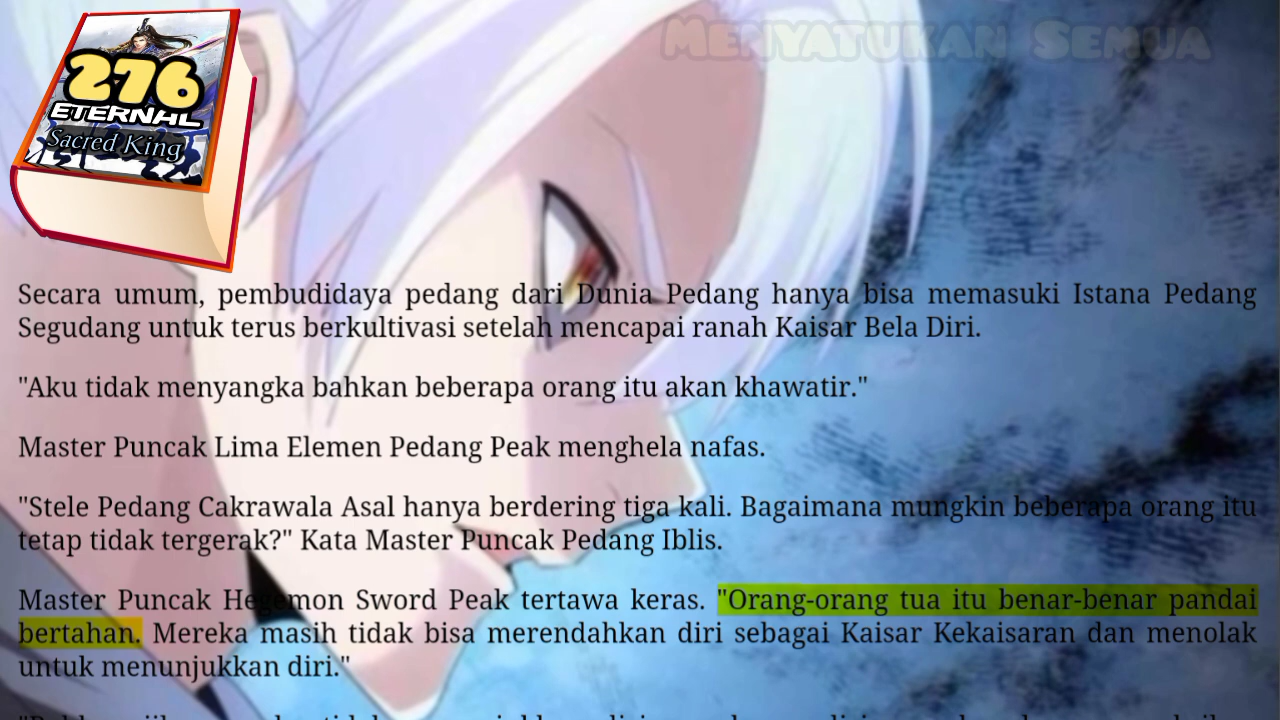 Menyatukan Semua
276
ETERNAL
Sacred King
Secara umum, pembudidaya pedang dari Dunia Pedang hanya bisa memasuki Istana Pedang
Segudang untuk terus berkultivasi setelah mencapai ranah Kaisar Bela Diri.
"Aku tidak menyangka bahkan beberapa orang itu akan khawatir."
Master Puncak Lima Elemen Pedang Peak menghela nafas.
"Stele Pedang Cakrawala Asal hanya berdering tiga kali. Bagaimana mungkin beberapa orang itu
tetap tidak tergerak?" Kata Master Puncak Pedang Iblis.
Master Puncak Hegemon Sword Peak tertawa keras. "Orang-orang tua itu benar-benar pandai
bertahan. Mereka masih tidak bisa merendahkan diri sebagai Kaisar Kekaisaran dan menolak
untuk menunjukkan diri."